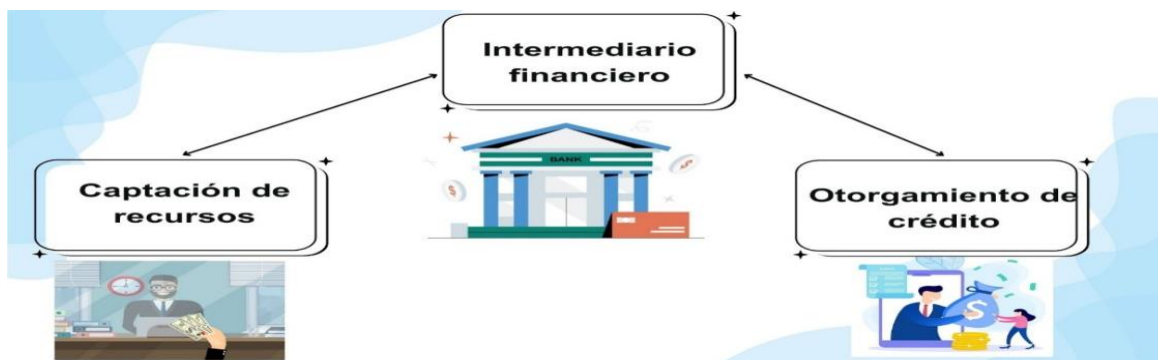 Intermediario
financiero
BANK
Captación de
recursos
Otorgamiento de
crédito